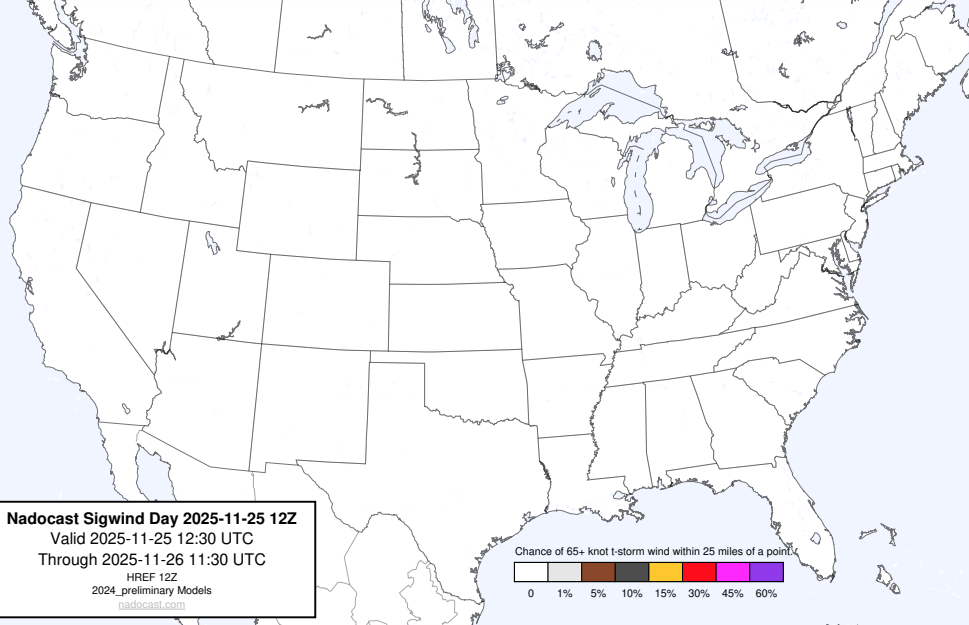 Nadocast Sigwind Day 2025-11-25 12Z
Valid 2025-11-25 12:30 UTC
Through 2025-11-26 11:30 UTC
HREF 12Z
2024_preliminary Models
nadocast.com
Chance of 65+ knot t-storm wind within 25 miles of a point.
0 1% 5% 10% 15% 30% 45% 60%